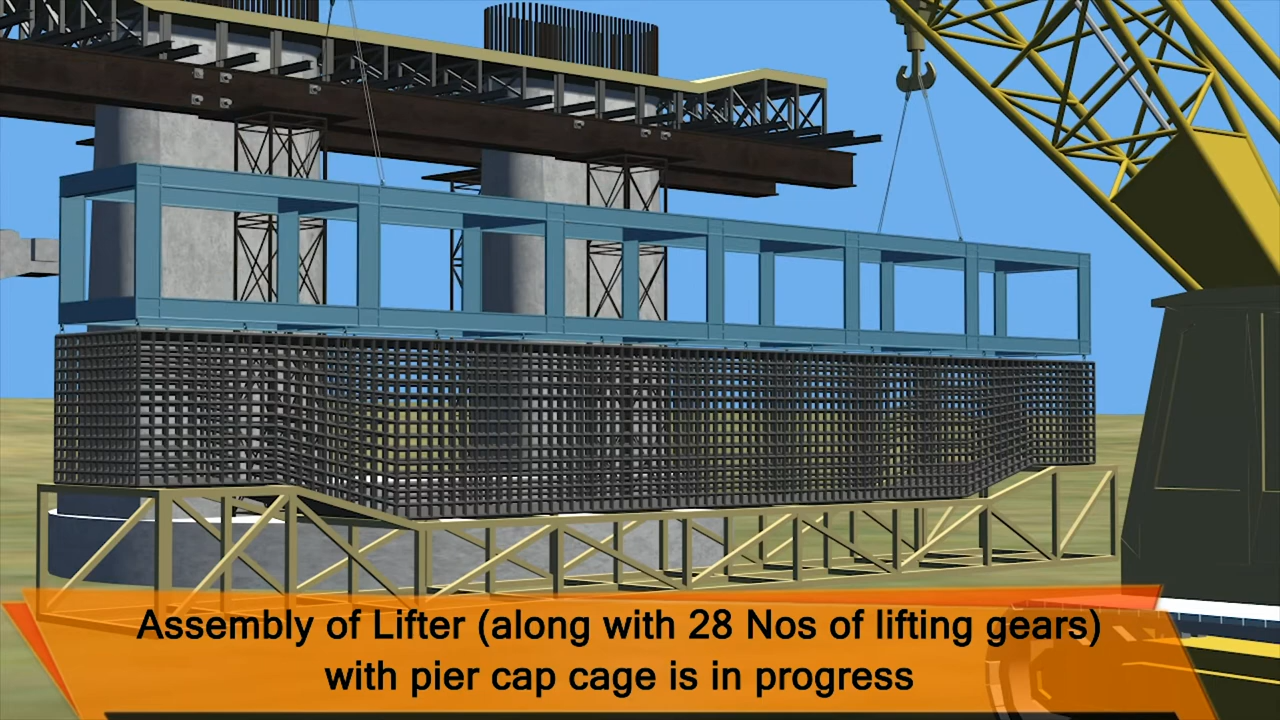 Assembly of Lifter (along with 28 Nos of lifting gears)
with pier cap cage is in progress